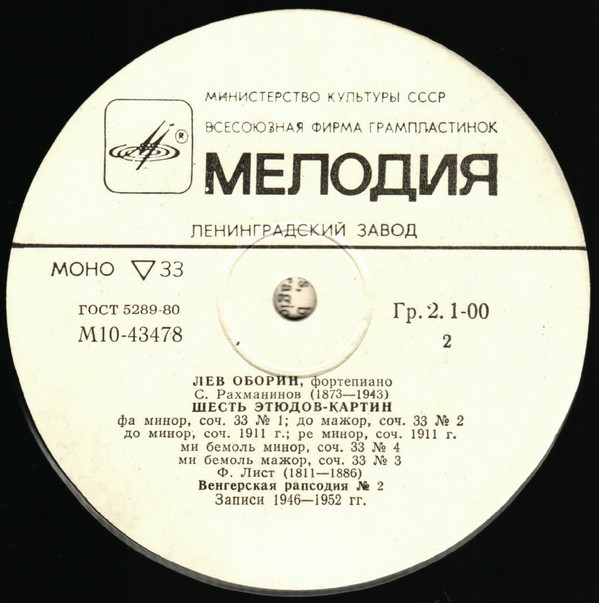 МИНИСТЕРСТВО КУЛЬТУРЫ СССР
ВСЕСОЮЗНАЯ ФИРМА ГРАМПЛАСТИНОК
®
МЕЛОДИЯ
ЛЕНИНГРАДСКИЙ ЗАВОД
МОНО ▽ 33
ГОСТ 5289-80
М10-43478
Гр. 2. 1-00
2
ЛЕВ ОБОРИН, фортепиано
С. Рахманинов (1873—1943)
ШЕСТЬ ЭТЮДОВ-КАРТИН
фа минор, соч. 33 № 1; до мажор, соч. 33 № 2
до минор, соч. 1911 г.; ре минор, соч. 1911 г.
ми бемоль минор, соч. 33 № 4
ми бемоль мажор, соч. 33 № 3
Ф. Лист (1811—1886)
Венгерская рапсодия № 2
Записи 1946—1952 гг.